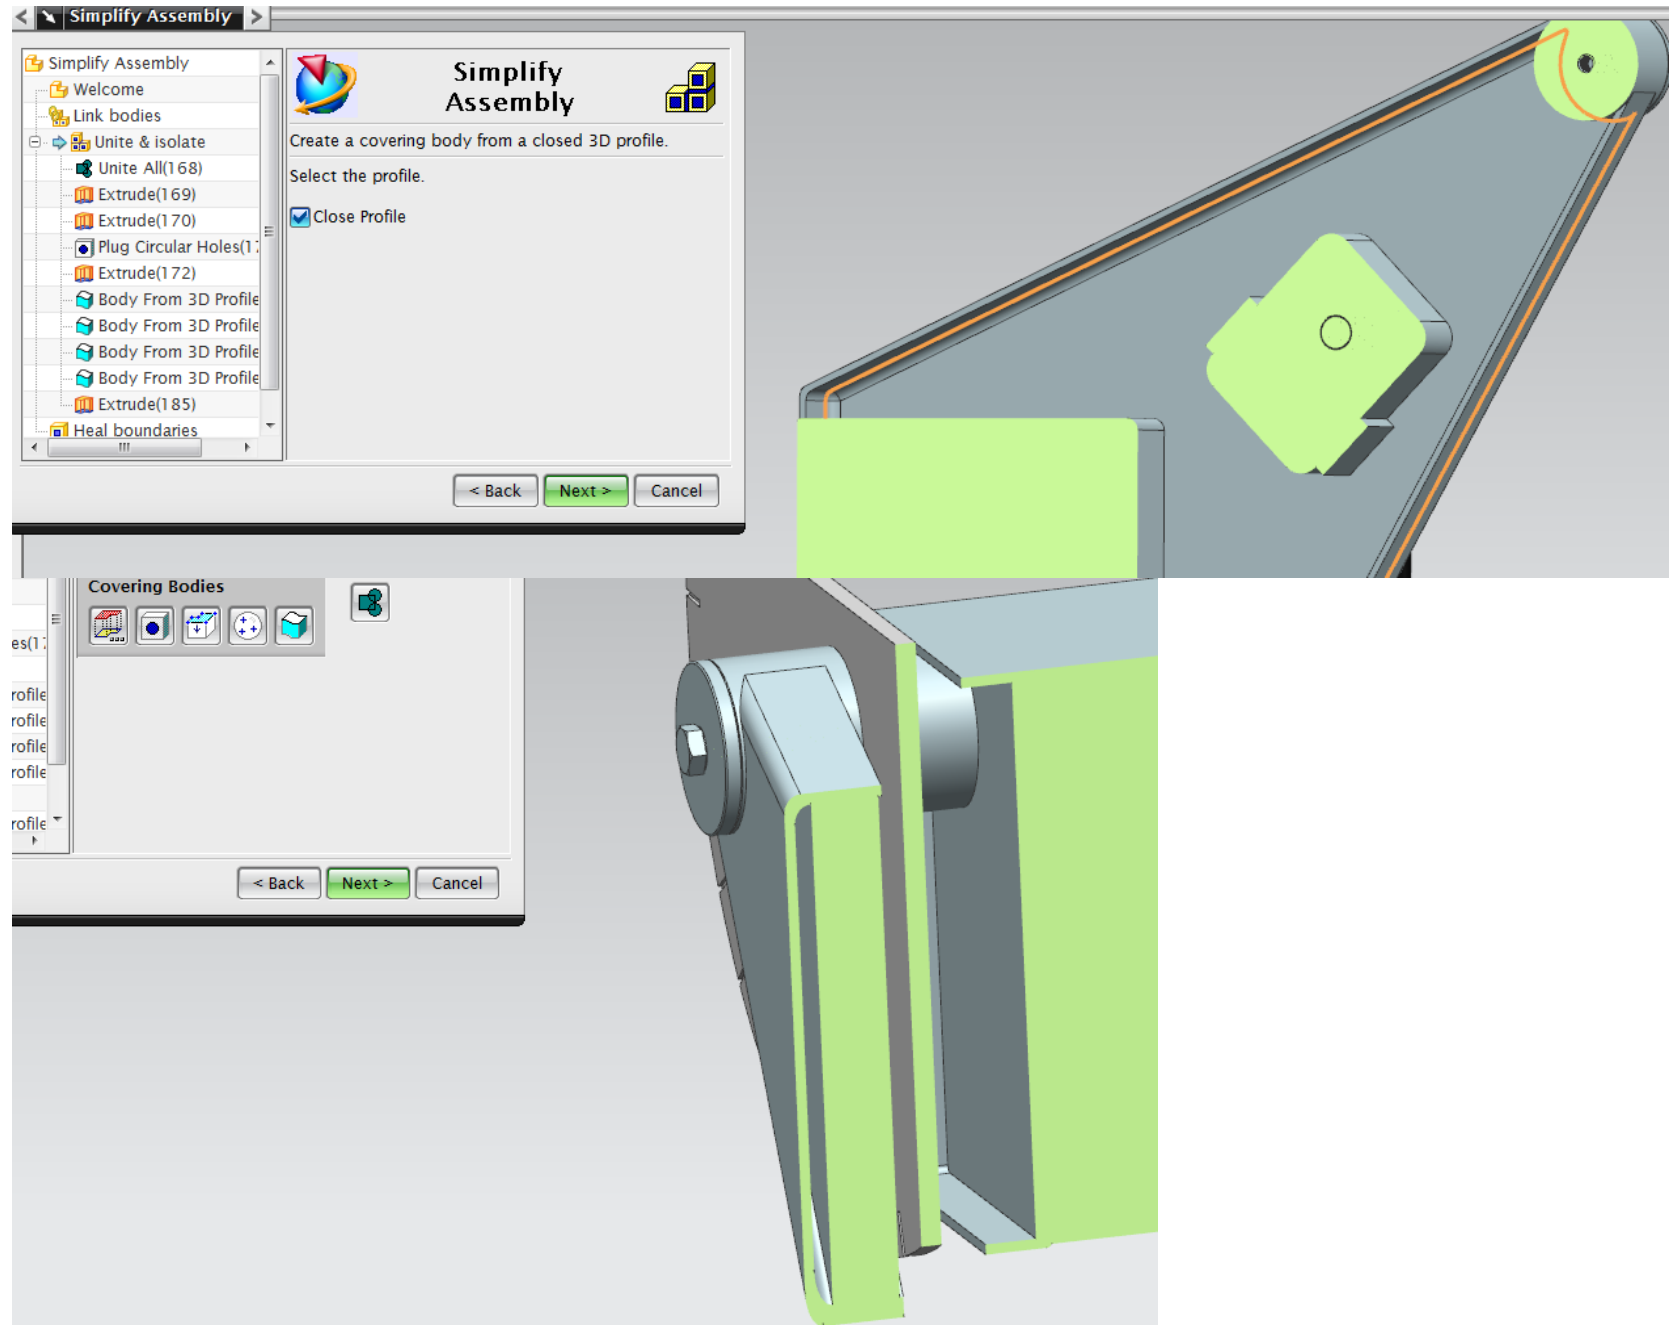 Simplify Assembly
Simplify Assembly
Welcome
Link bodies
Unite & isolate
Unite All(168)
Extrude(169)
Extrude(170)
Plug Circular Holes(17
Extrude(172)
Body From 3D Profile
Body From 3D Profile
Body From 3D Profile
Body From 3D Profile
Extrude(185)
Heal boundaries
Simplify
Assembly
Create a covering body from a closed 3D profile.
Select the profile.
Close Profile
< Back Next > Cancel
Covering Bodies
es(17
rofile
rofile
rofile
rofile
rofile
< Back Next > Cancel